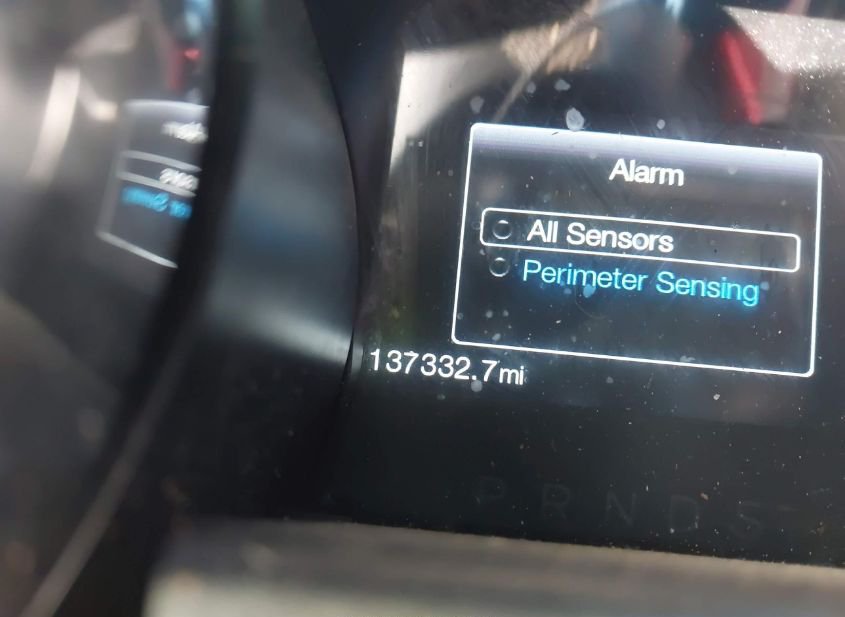 Alarm
All Sensors
Perimeter Sensing
137332.7mi
P R N D S